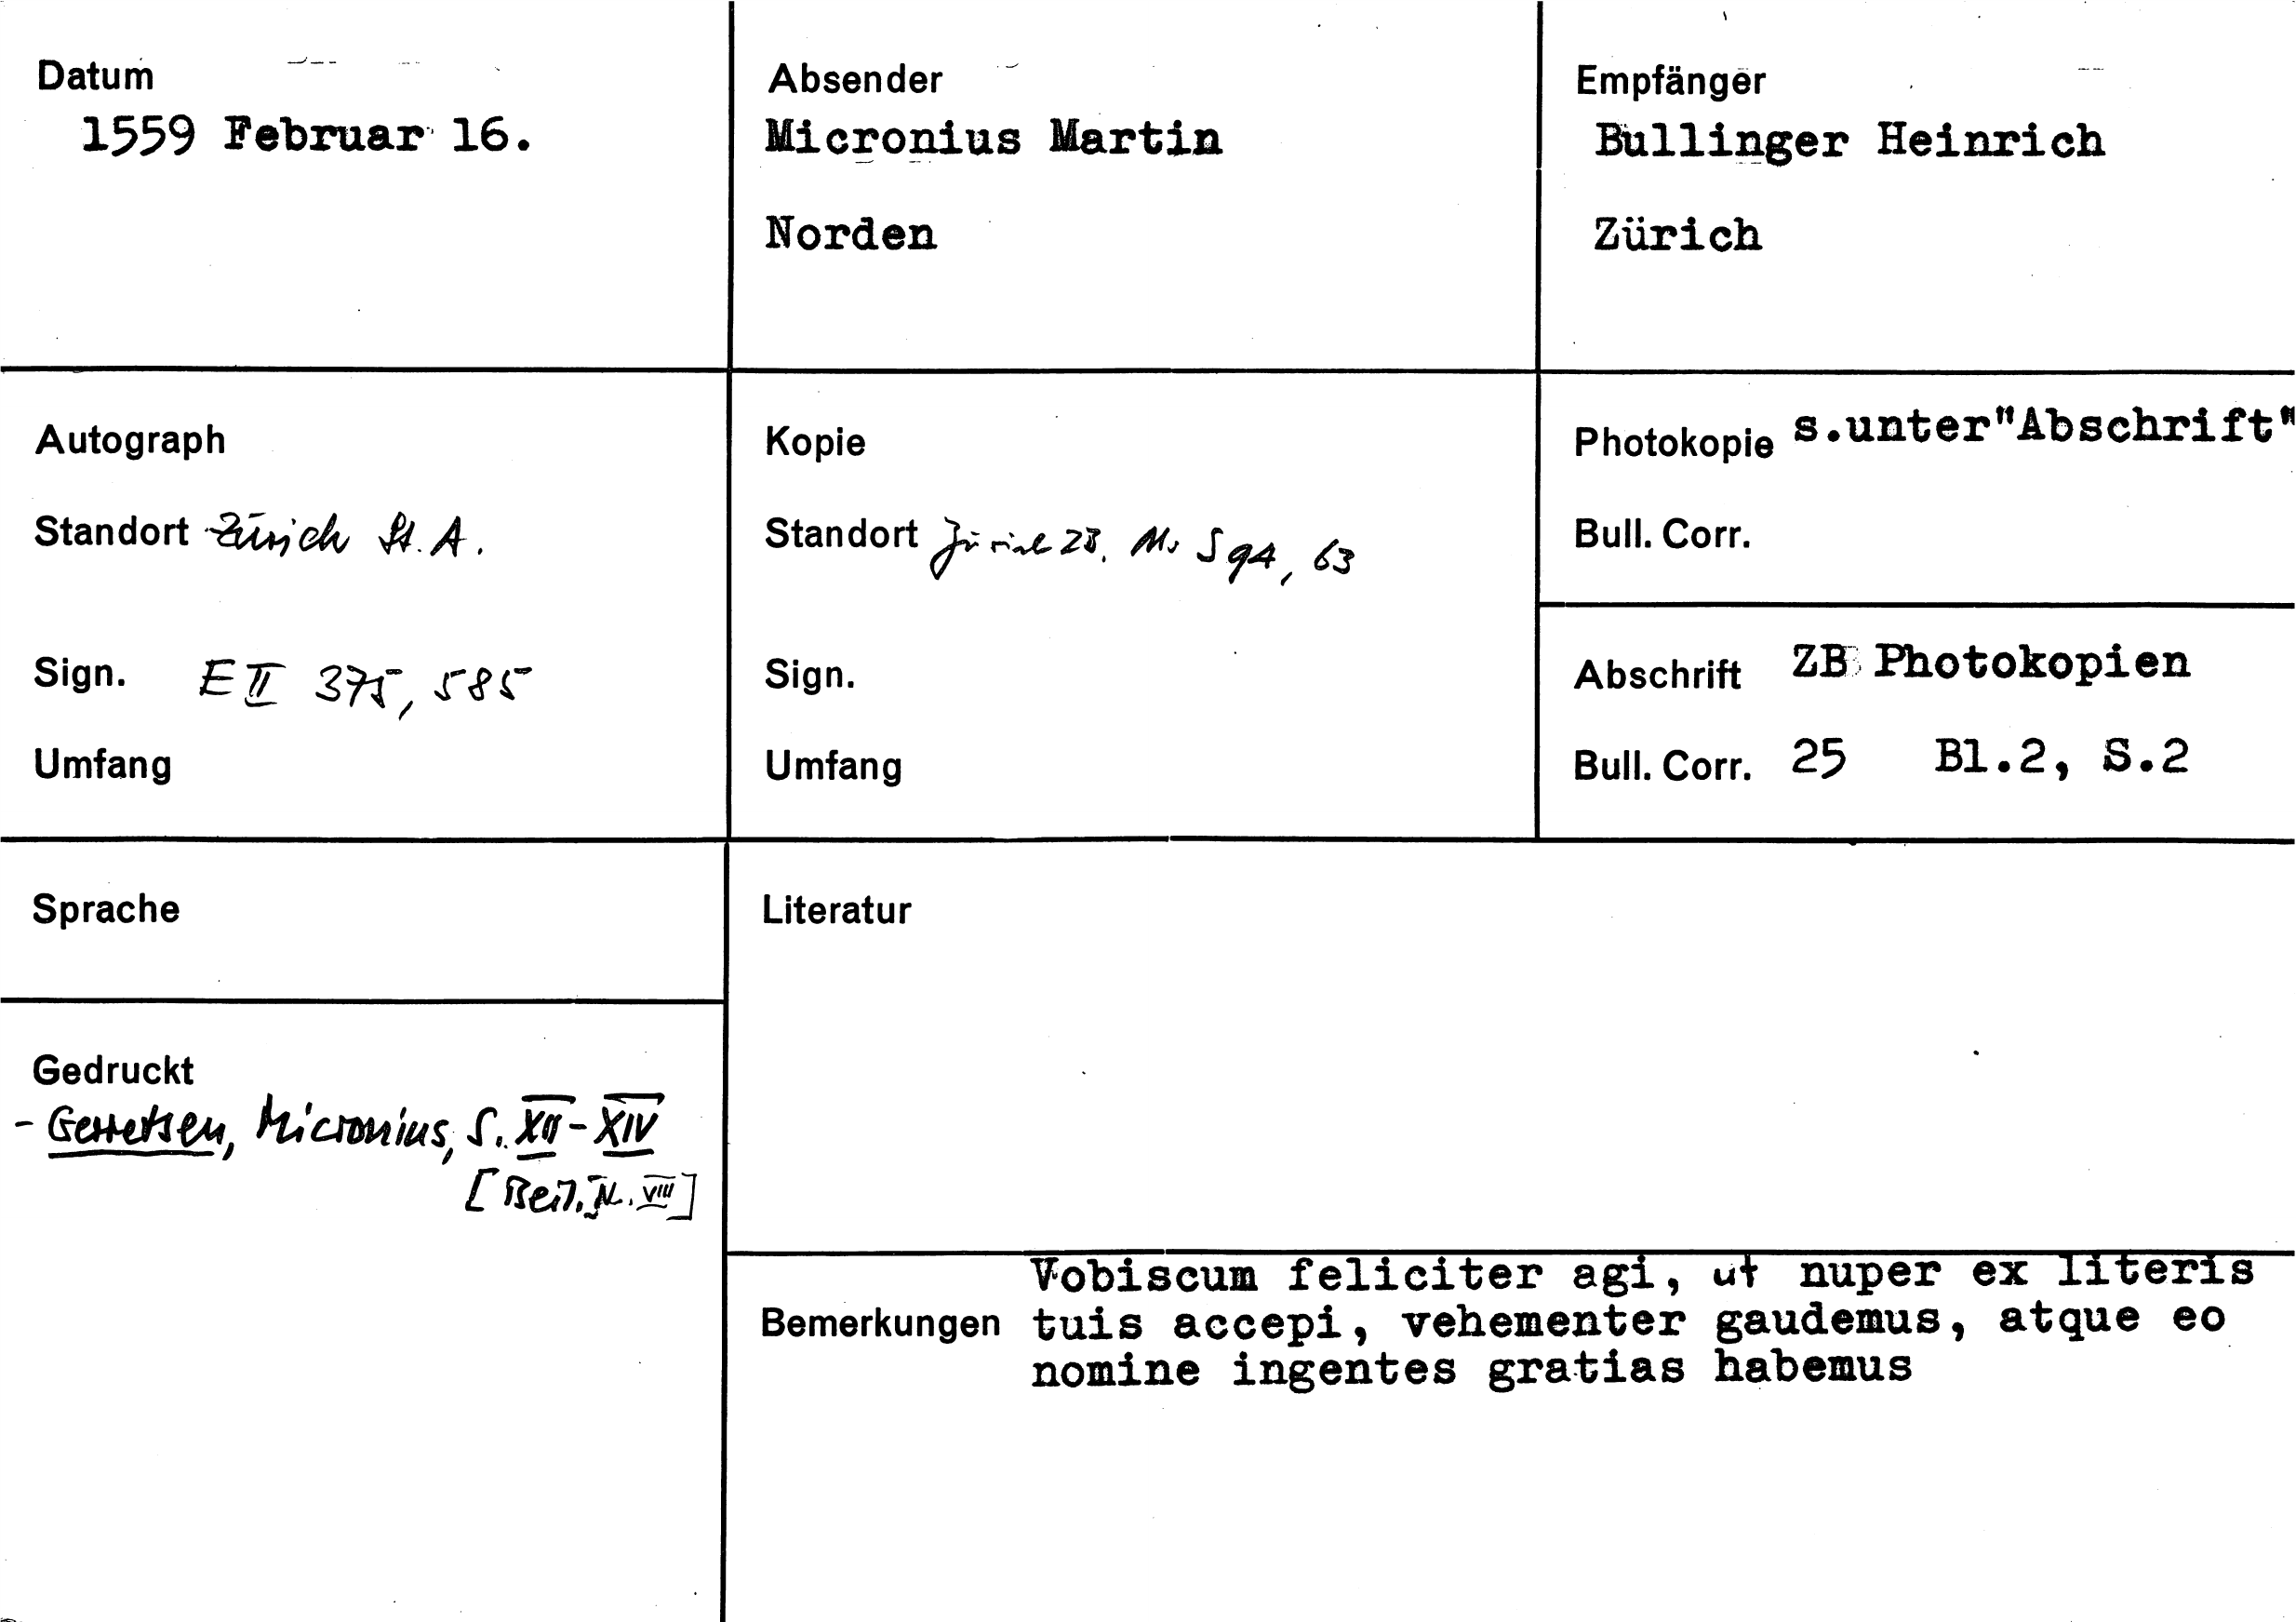 Datum
1559 Februar 16.
Absender
Micronius Martin
Norden
Empfänger
Bullinger Heinrich
Zürich
Autograph
Standort Zürich St. A.
Sign. E II 375, 585
Umfang
Kopie
Standort Zürich ZB, Ms S 94, 63
Sign.
Umfang
Photokopie s.unter"Abschrift"
Bull. Corr.
Abschrift ZB Photokopien
Bull. Corr. 25 Bl.2, S.2
Sprache
Gedruckt
- Gerretsen, Micronius, S. XII-XIV
[Beil. N. VIII]
Literatur
Bemerkungen
Vobiscum feliciter agi, ut nuper ex literis
tuis accepi, vehementer gaudemus, atque eo
nomine ingentes gratias habemus